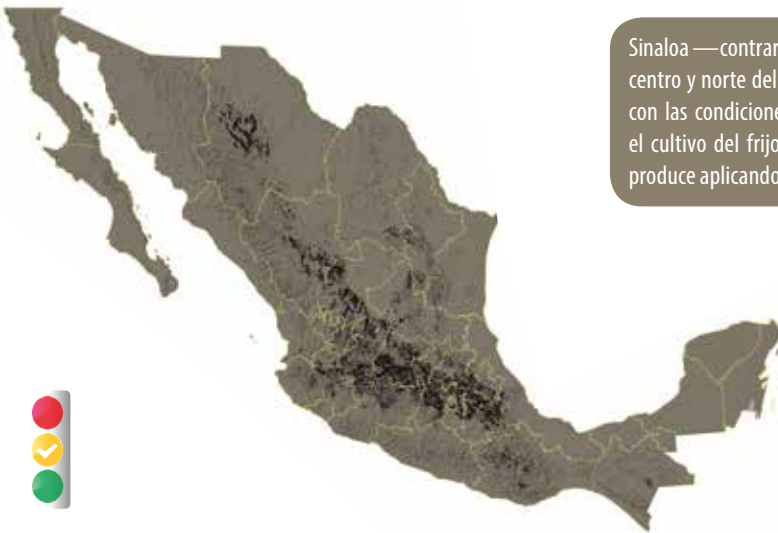 Sinaloa —contrar
centro y norte del
con las condicione
el cultivo del frijo
produce aplicando